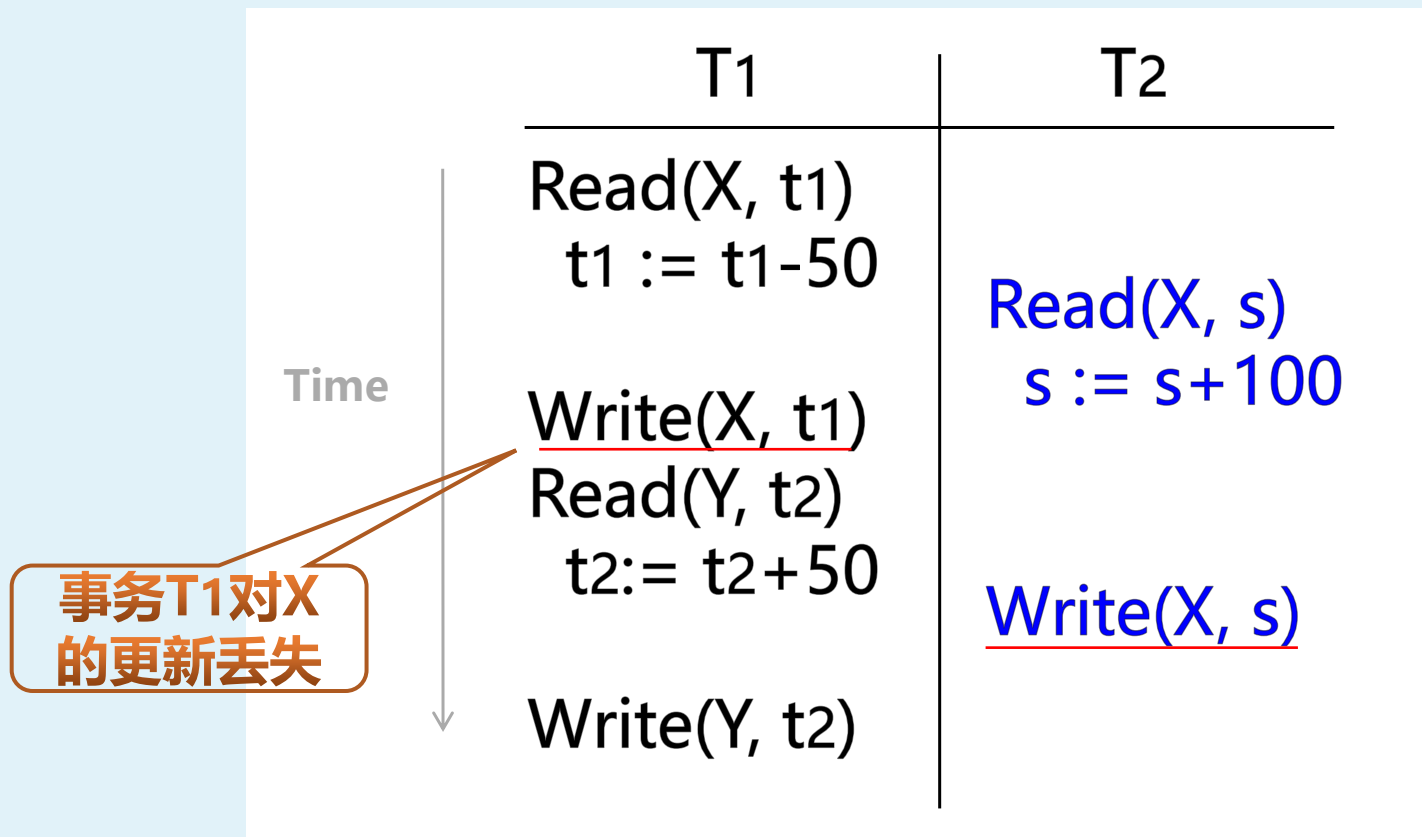 T1
T2
Read(X, t1)
t1 := t1-50
Read(X, s)
s := s+100
Time
Write(X, t1)
Read(Y, t2)
t2:= t2+50
Write(X, s)
事务T1对X
的更新丢失
Write(Y, t2)